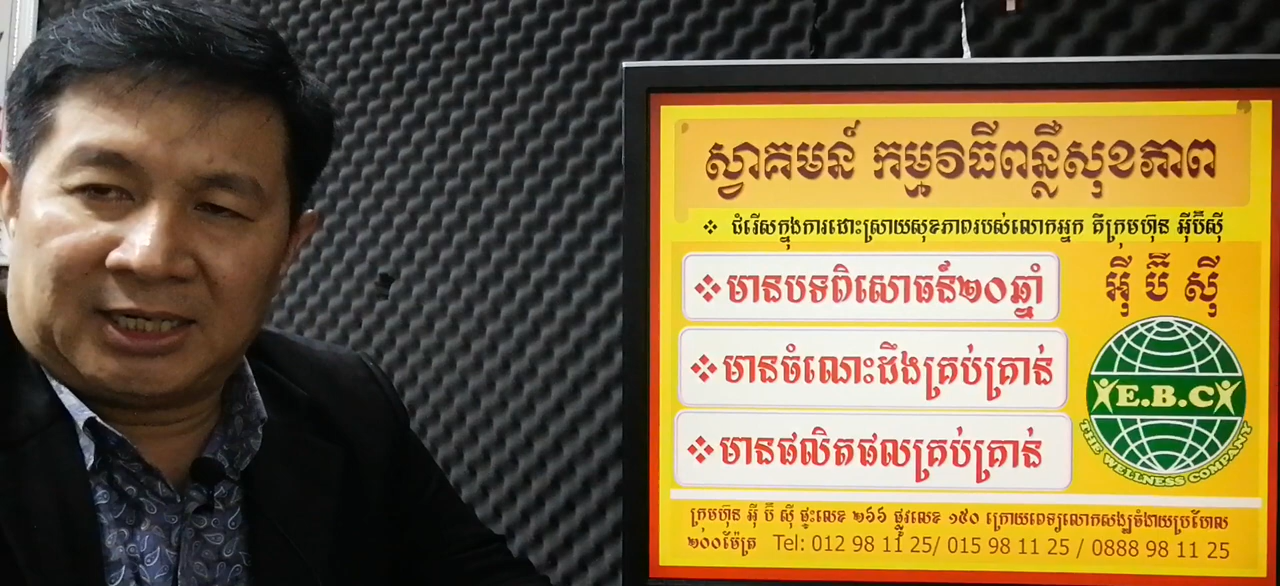 ស្វាគមន៍ កម្មវិធីពន្លឺសុខភាព
❖ ជំរើសក្នុងការដោះស្រាយសុខភាពរបស់លោកអ្នក គឺក្រុមហ៊ុន អ៊ីប៊ីស៊ី
អ៊ី ប៊ី ស៊ី
❖មានបទពិសោធន៍២០ឆ្នាំ
❖មានចំណេះដឹងគ្រប់គ្រាន់
❖មានផលិតផលគ្រប់គ្រាន់
E.B.C
THE WELLNESS COMPANY
ក្រុមហ៊ុន អ៊ី ប៊ី ស៊ី ផ្ទះលេខ ២៦៦ ផ្លូវលេខ ១៥០ ក្រោយពេទ្យលោកសង្ឃចំងាយប្រហែល
២០០ម៉ែត្រ Tel: 012 98 11 25/ 015 98 11 25 / 0888 98 11 25